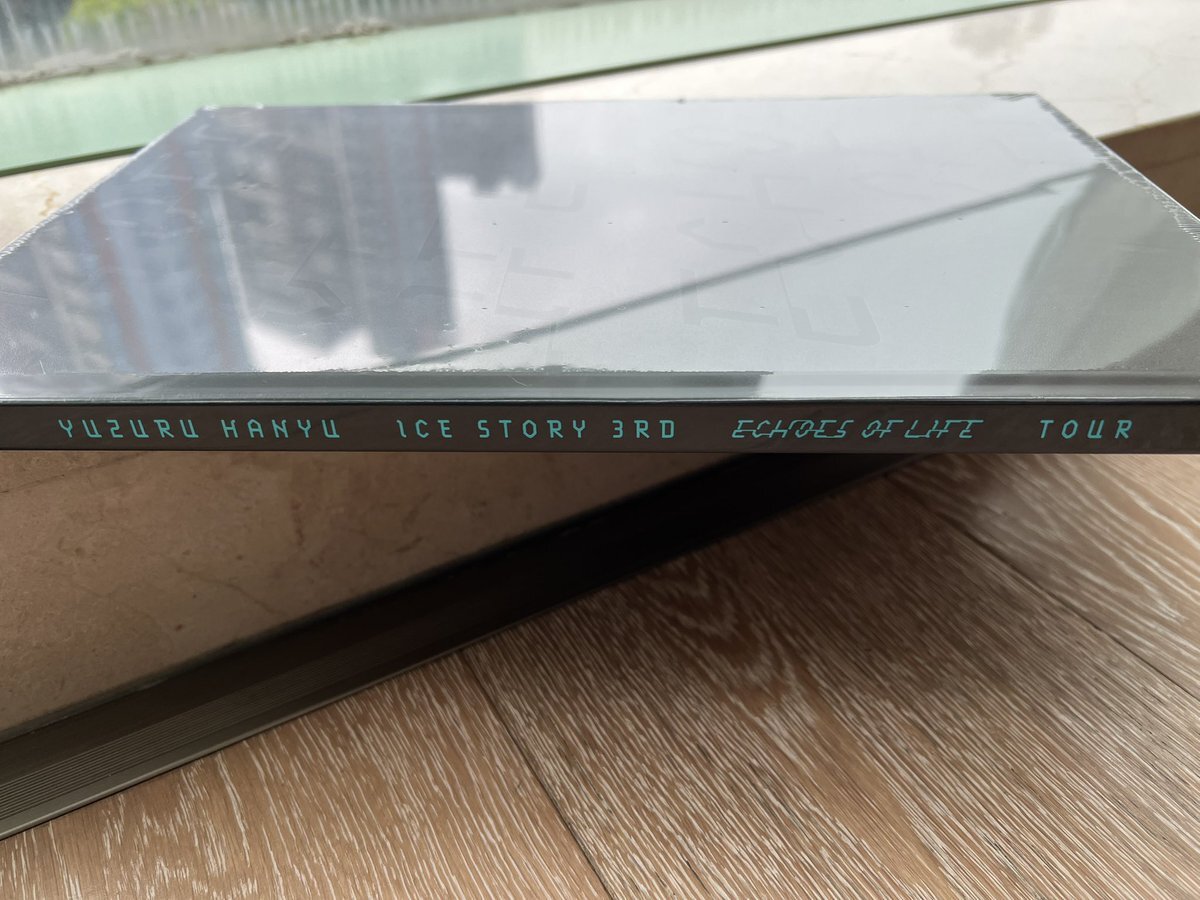 YUZURU HANYU ICE STORY 3RD ECHOES OF LIFE TOUR